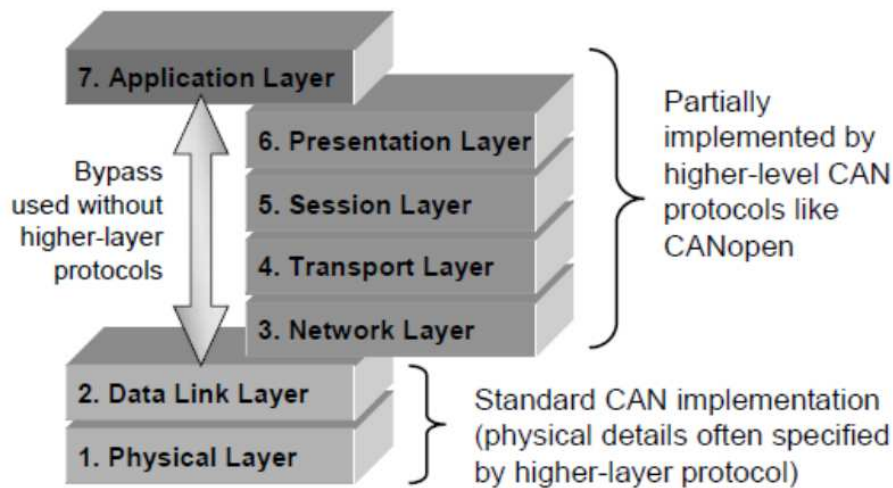 7. Application Layer
6. Presentation Layer
5. Session Layer
4. Transport Layer
3. Network Layer
2. Data Link Layer
1. Physical Layer
Bypass
used without
higher-layer
protocols
Partially
implemented by
higher-level CAN
protocols like
CANopen
Standard CAN implementation
(physical details often specified
by higher-layer protocol)